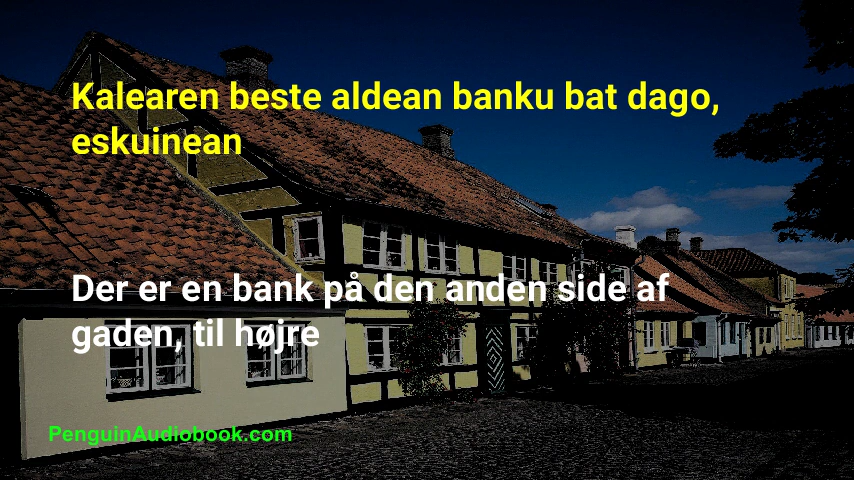 Kalearen beste aldean banku bat dago,
eskuinean
Der er en bank på den anden side af
gaden, til højre
PenguinAudiobook.com